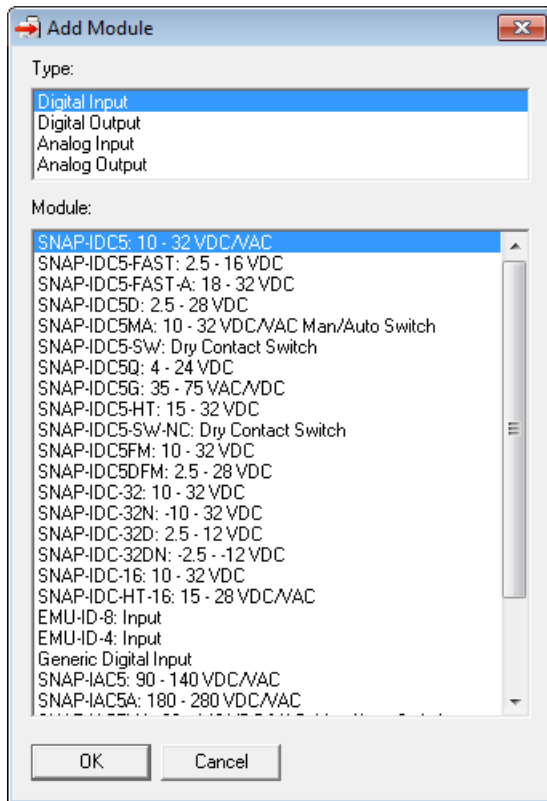 Add Module
Type:
Digital Input
Digital Output
Analog Input
Analog Output
Module:
SNAP-IDC5: 10 - 32 VDC/VAC
SNAP-IDC5-FAST: 2.5 - 16 VDC
SNAP-IDC5-FAST-A: 18 - 32 VDC
SNAP-IDC5D: 2.5 - 28 VDC
SNAP-IDC5MA: 10 - 32 VDC/VAC Man/Auto Switch
SNAP-IDC5-SW: Dry Contact Switch
SNAP-IDC5Q: 4 - 24 VDC
SNAP-IDC5G: 35 - 75 VAC/VDC
SNAP-IDC5-HT: 15 - 32 VDC
SNAP-IDC5-SW-NC: Dry Contact Switch
SNAP-IDC5FM: 10 - 32 VDC
SNAP-IDC5DFM: 2.5 - 28 VDC
SNAP-IDC-32: 10 - 32 VDC
SNAP-IDC-32N: -10 - 32 VDC
SNAP-IDC-32D: 2.5 - 12 VDC
SNAP-IDC-32DN: -2.5 - -12 VDC
SNAP-IDC-16: 10 - 32 VDC
SNAP-IDC-HT-16: 15 - 28 VDC/VAC
EMU-ID-8: Input
EMU-ID-4: Input
Generic Digital Input
SNAP-IAC5: 90 - 140 VDC/VAC
SNAP-IAC5A: 180 - 280 VDC/VAC
OK Cancel